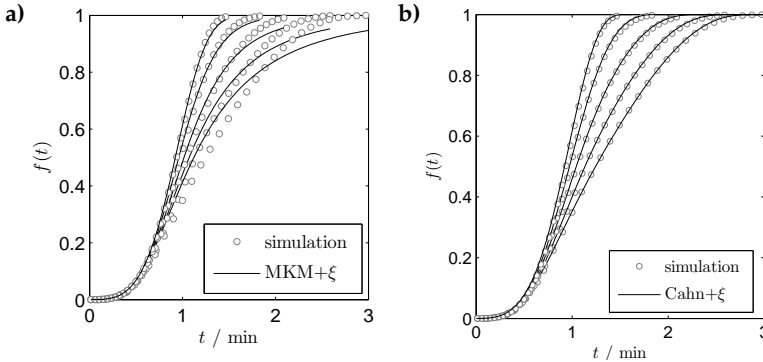 a)
1
0.8
0.6
0.4
0.2
0
f(t)
0
1
2
3
t / min
simulation
MKM+ξ
b)
1
0.8
0.6
0.4
0.2
0
f(t)
0
1
2
3
t / min
simulation
Cahn+ξ